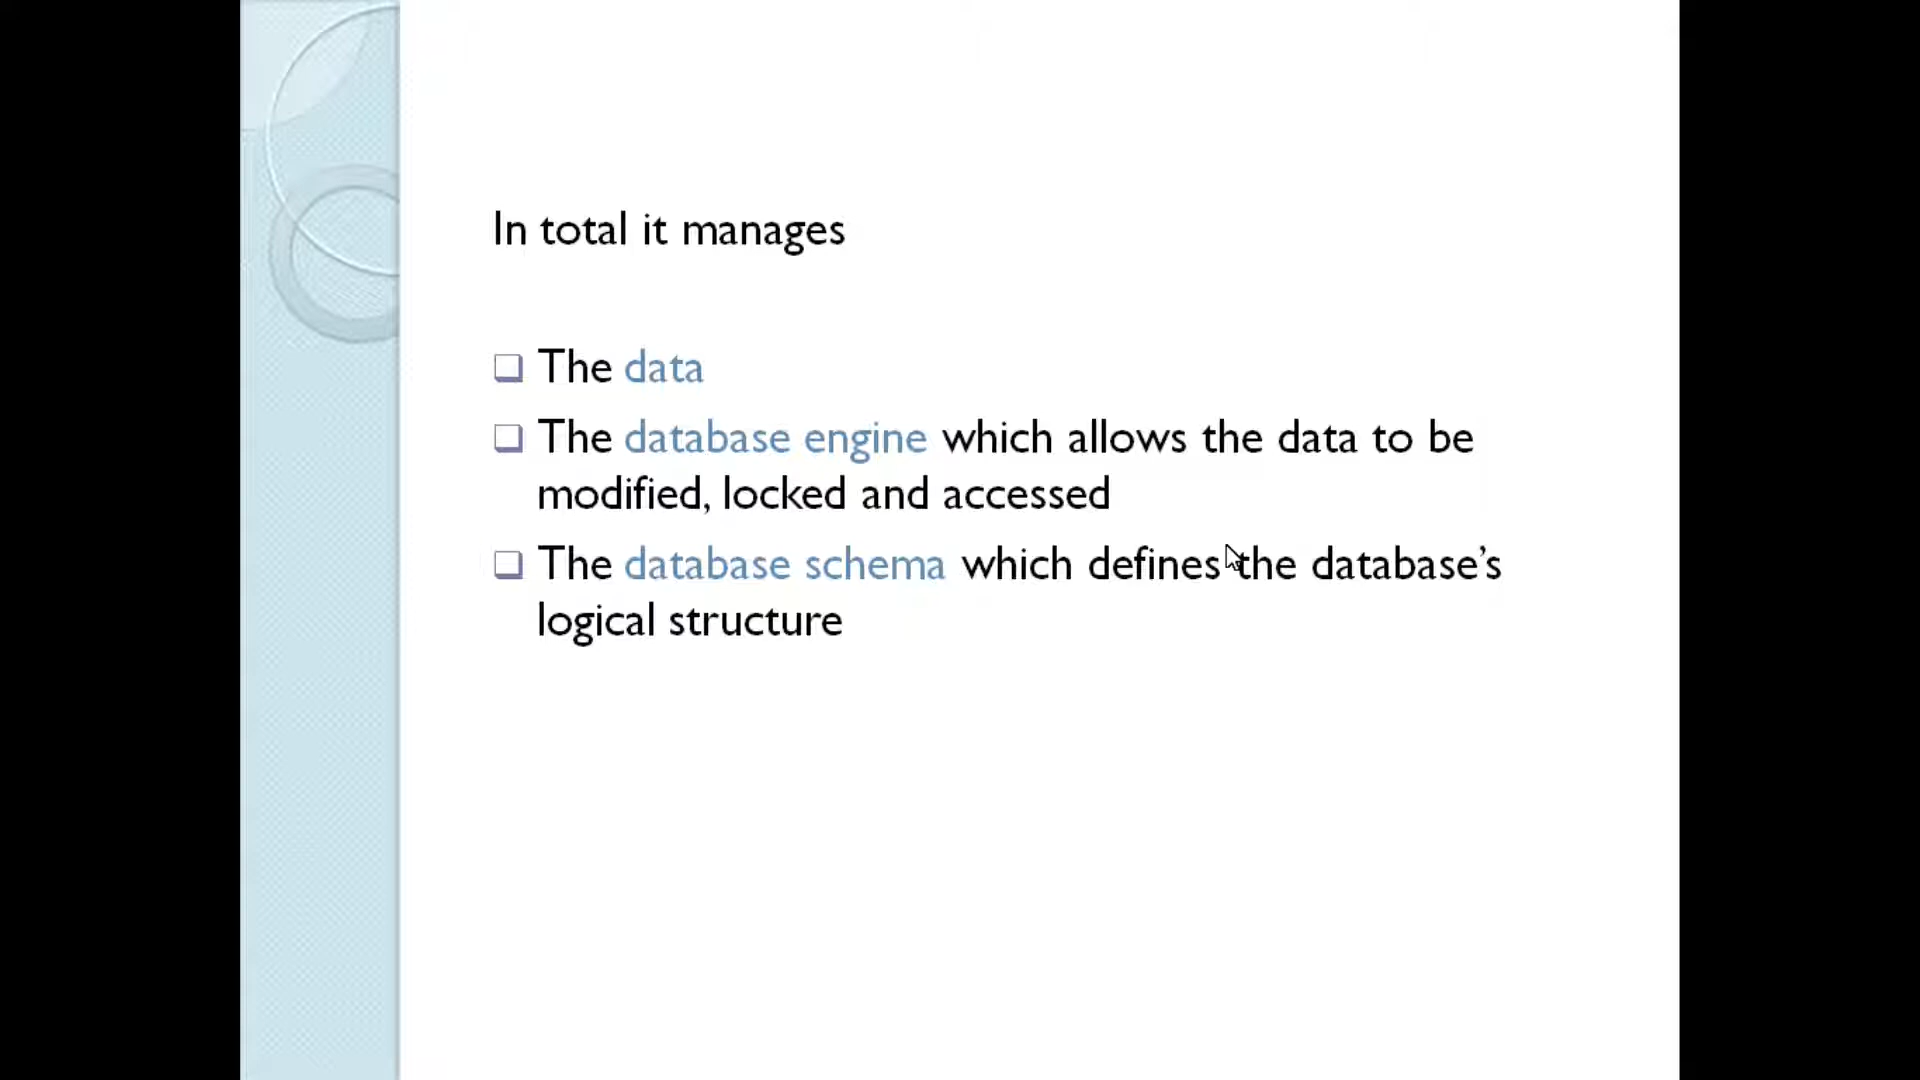 In total it manages
The data
The database engine which allows the data to be
modified, locked and accessed
The database schema which defines the database’s
logical structure